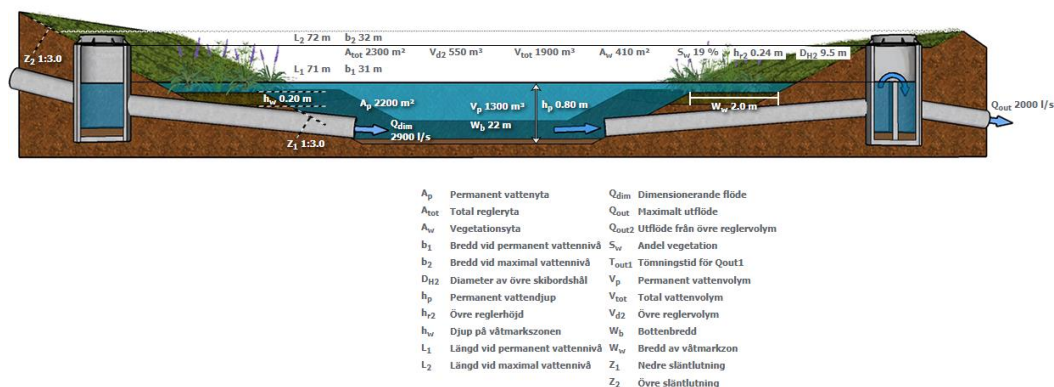 L2 72 m b2 32 m
Atot 2300 m² Vd2 550 m³ Vtot 1900 m³ Aw 410 m² Sw 19 % hr2 0.24 m DH2 9.5 m
Z2 1:3.0
L1 71 m b1 31 m
hw 0.20 m
Ap 2200 m² Vp 1300 m³ hp 0.80 m
Ww 2.0 m
Qout 2000 l/s
Qdim
2900 l/s
Wb 22 m
Z1 1:3.0
Ap Permanent vattenyta
Atot Total regleryta
Aw Vegetationsyta
b1 Bredd vid permanent vattennivå
b2 Bredd vid maximal vattennivå
DH2 Diameter av övre skibordshål
hp Permanent vattendjup
hr2 Övre reglerhöjd
hw Djup på våtmarkszonen
L1 Längd vid permanent vattennivå
L2 Längd vid maximal vattennivå
Qdim Dimensionerande flöde
Qout Maximalt utflöde
Qout2 Utflöde från övre reglervolym
Sw Andel vegetation
Tout1 Tömningstid för Qout1
Vp Permanent vattenvolym
Vtot Total vattenvolym
Vd2 Övre reglervolym
Wb Bottenbredd
Ww Bredd av våtmarkzon
Z1 Nedre släntlutning
Z2 Övre släntlutning